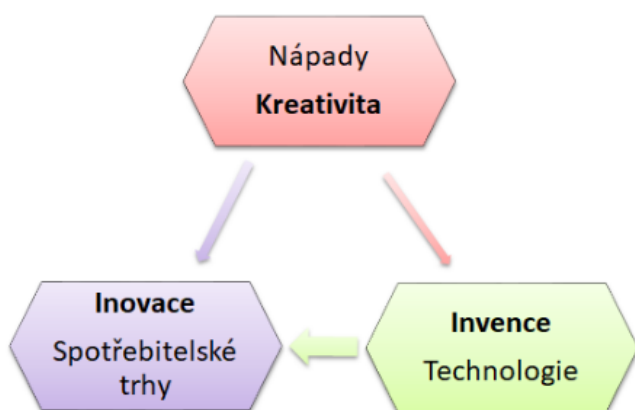 Nápady
Kreativita
Inovace
Spotřebitelské
trhy
Invence
Technologie